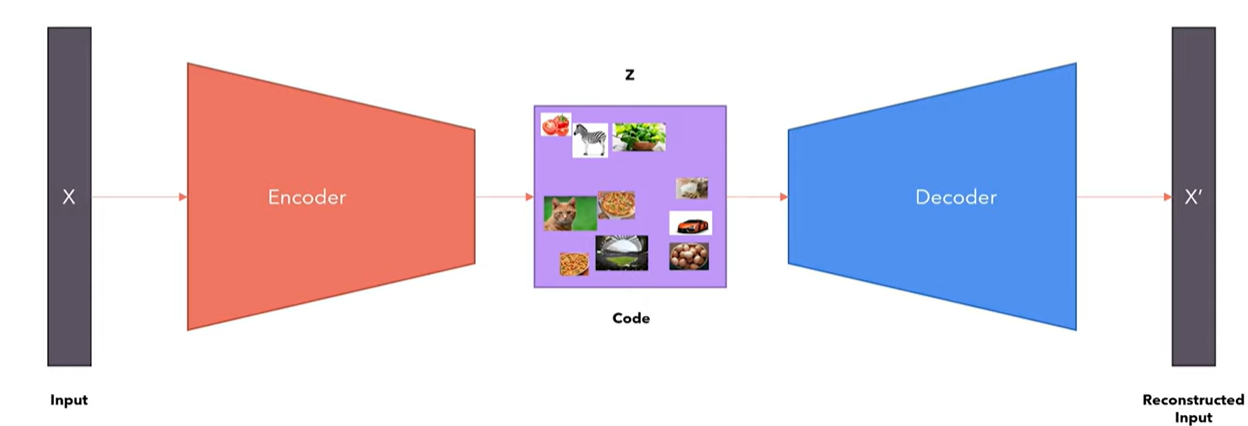 Z
X
Encoder
Decoder
X'
Code
Input
Reconstructed
Input